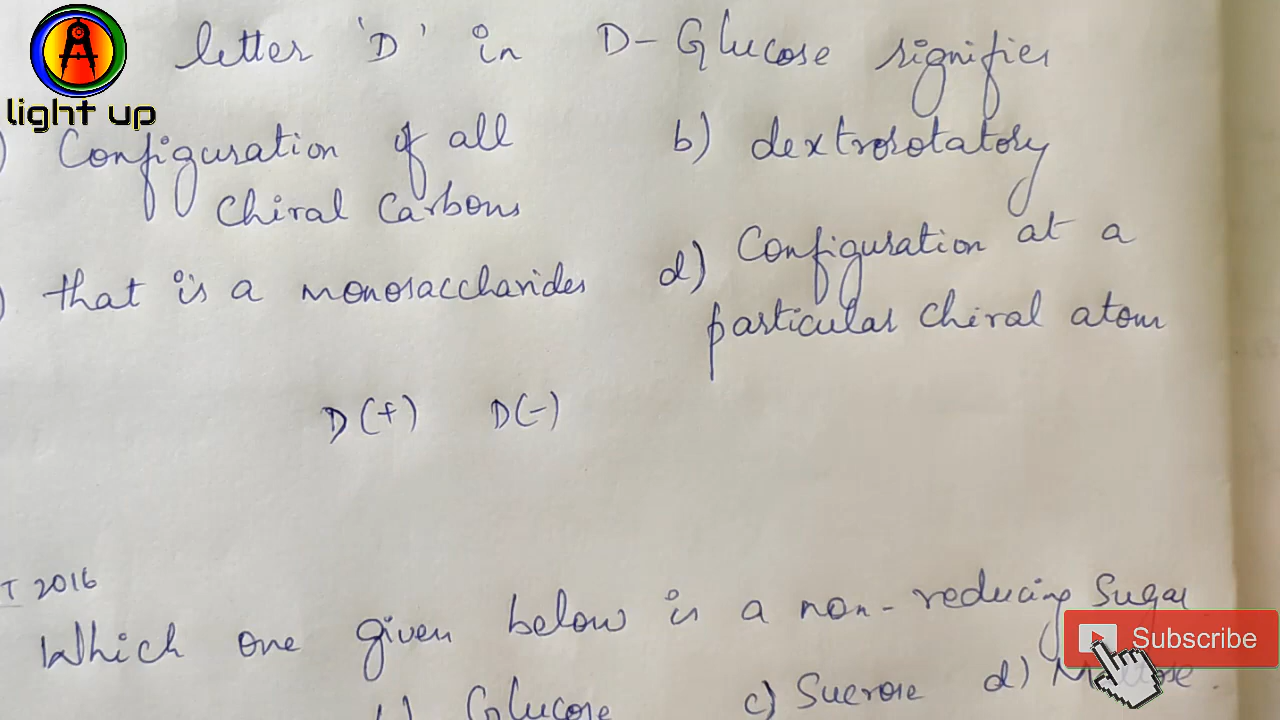 light up
letter 'D' in D- Glucose signifies
) Configuration of all chiral carbons
b) dextrorotatory
) that is a monosaccharides
d) Configuration at a particular chiral atom
D(+) D(-)
T 2016
Which one given below is a non-reducing Sugar
Subscribe
Glucose c) Sucrose d)